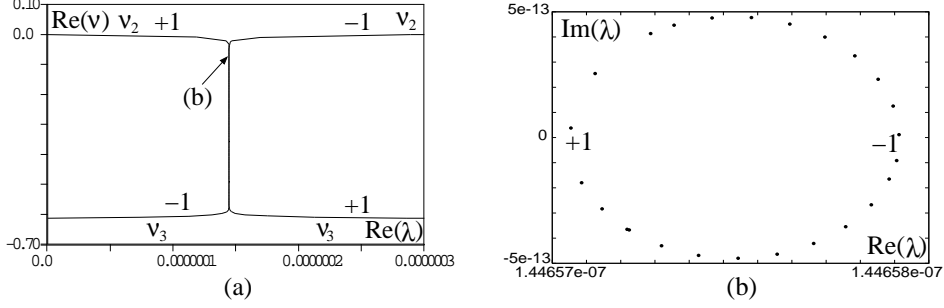 0.10
Re(ν) ν2 +1 −1 ν2
0.0
(b)
−1 +1
ν3 ν3 Re(λ)
−0.70
0.0 0.0000001 0.0000002 0.0000003
(a)
5e-13
Im(λ)
0
+1 −1
Re(λ)
-5e-13
1.44657e-07 1.44658e-07
(b)